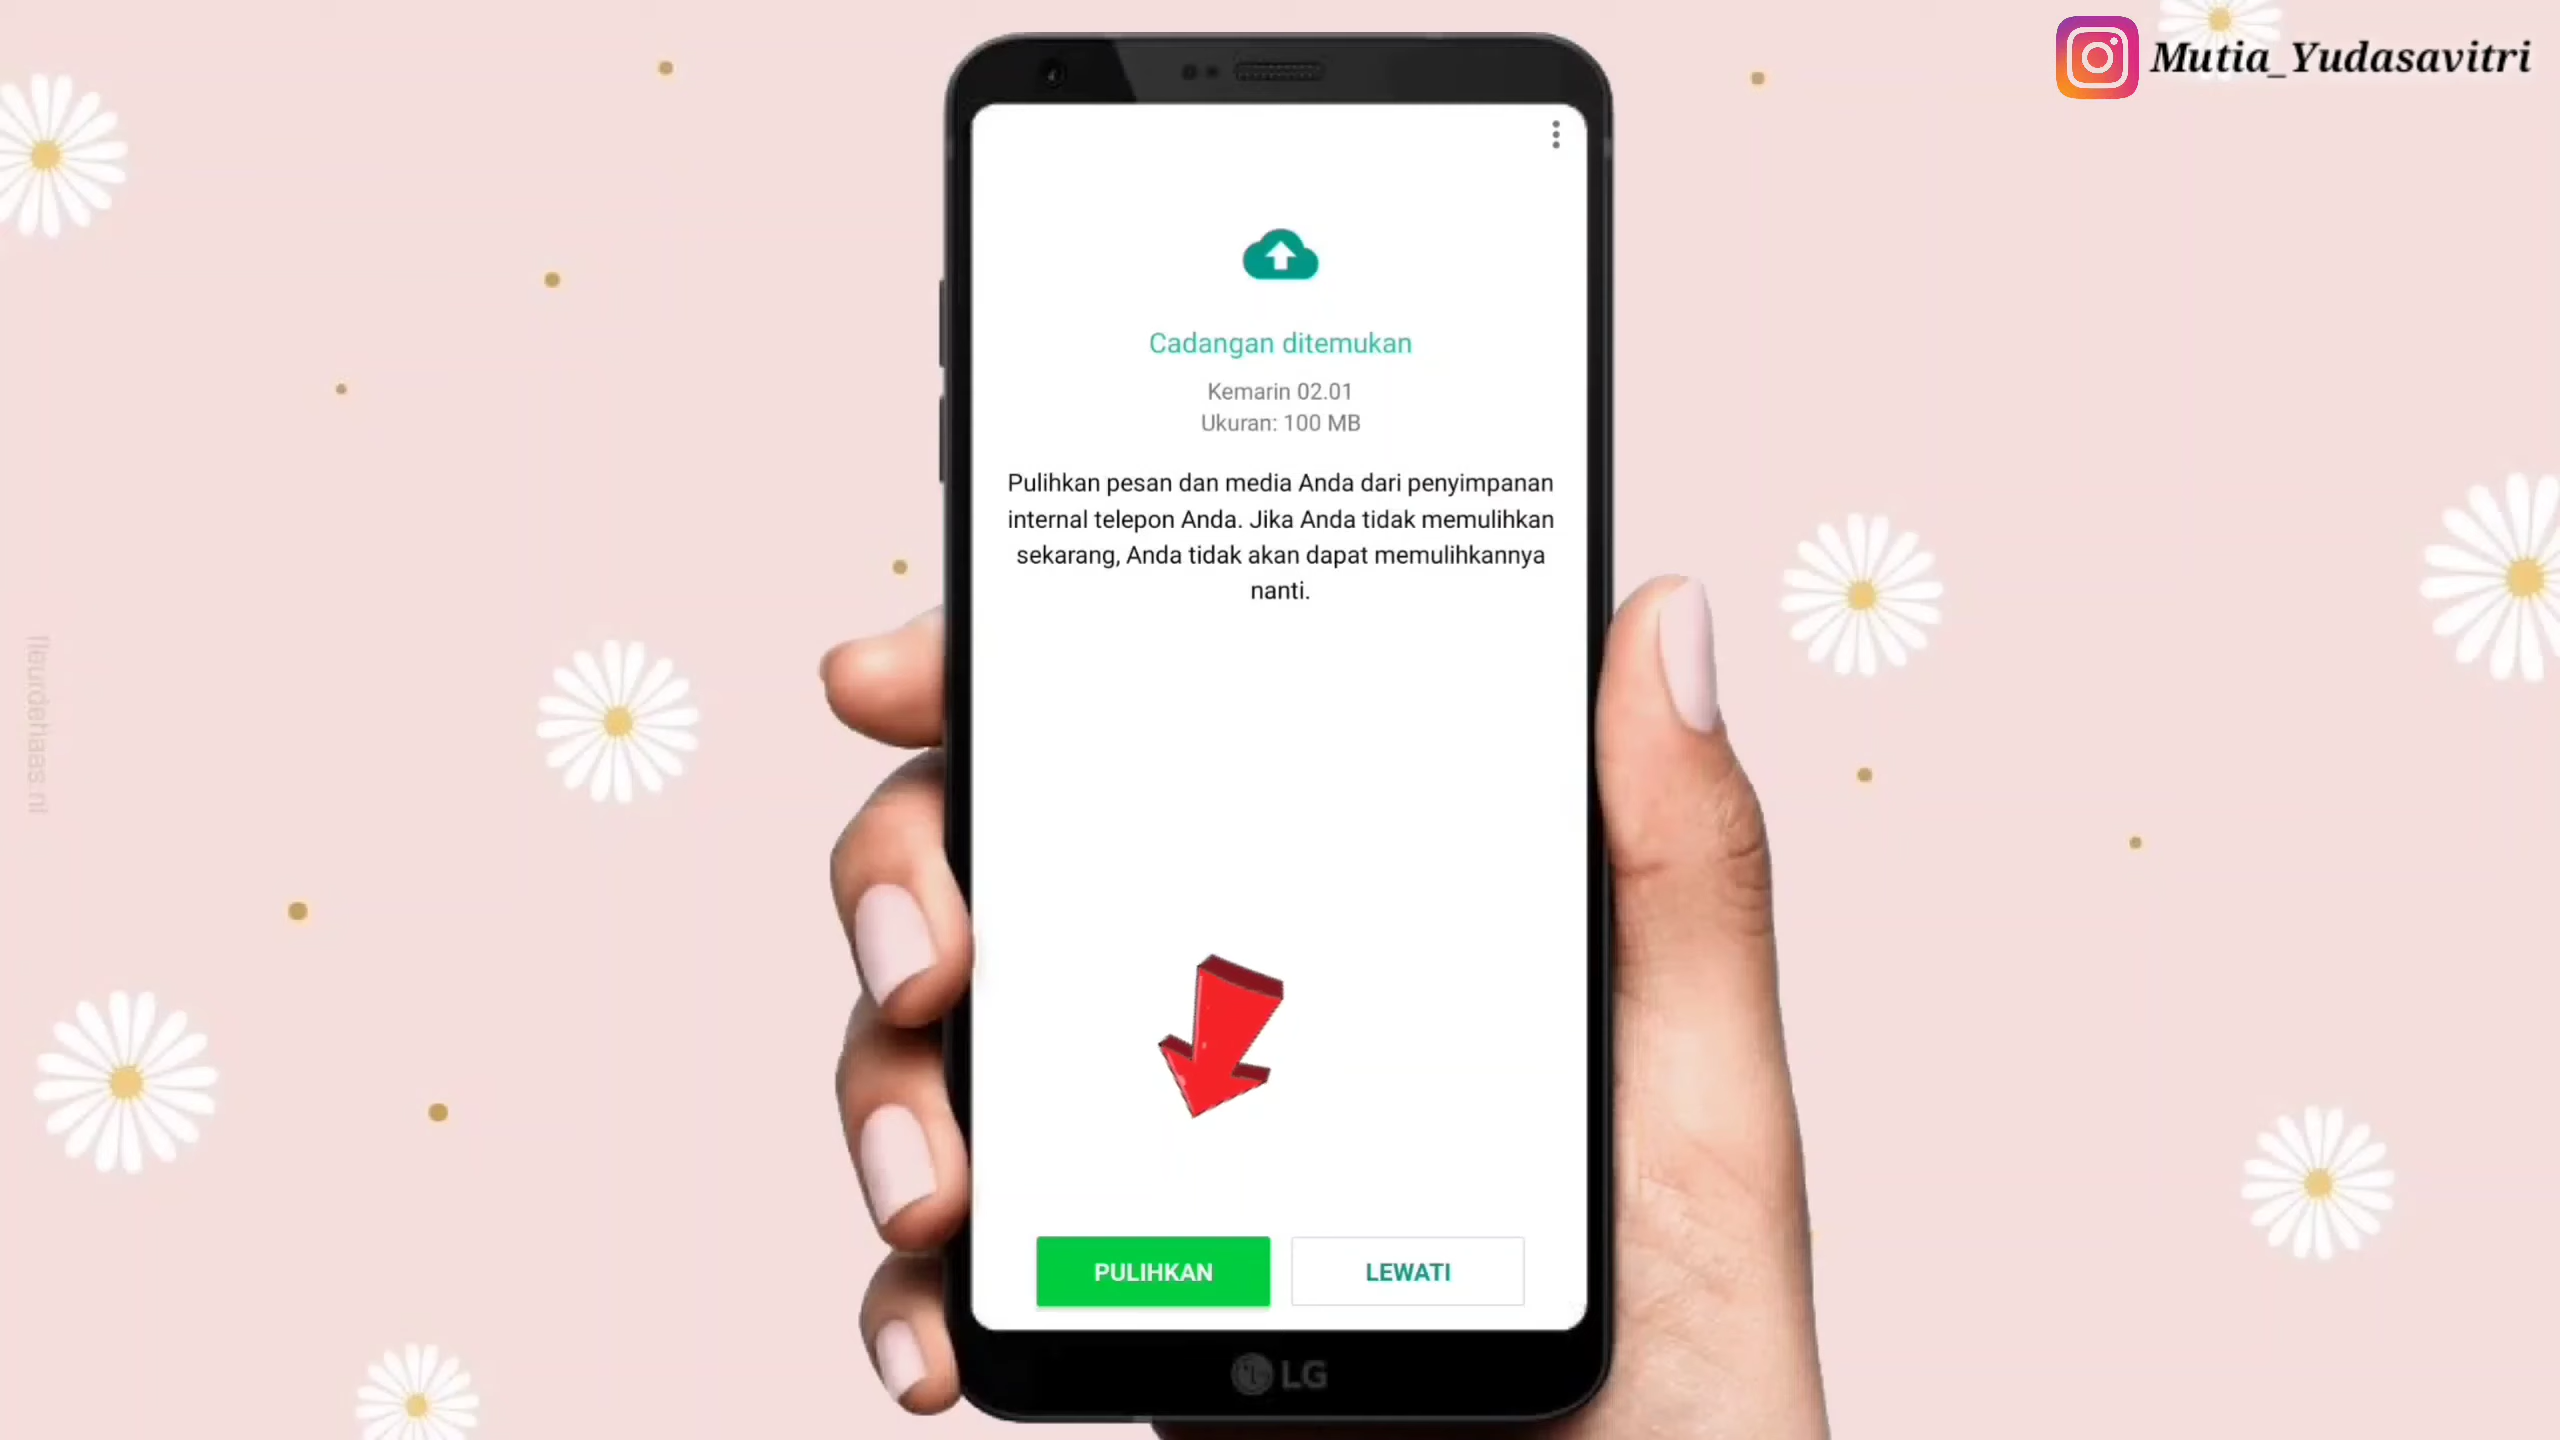 Mutia_Yudasavitri
Cadangan ditemukan
Kemarin 02.01
Ukuran: 100 MB
Pulihkan pesan dan media Anda dari penyimpanan
internal telepon Anda. Jika Anda tidak memulihkan
sekarang, Anda tidak akan dapat memulihkannya
nanti.
PULIHKAN
LEWATI
LG